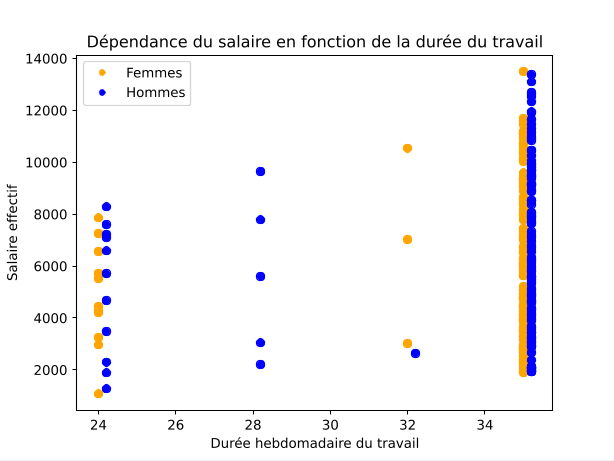 Dépendance du salaire en fonction de la durée du travail
Femmes
Hommes
14000
12000
10000
8000
6000
4000
2000
Salaire effectif
24
26
28
30
32
34
Durée hebdomadaire du travail